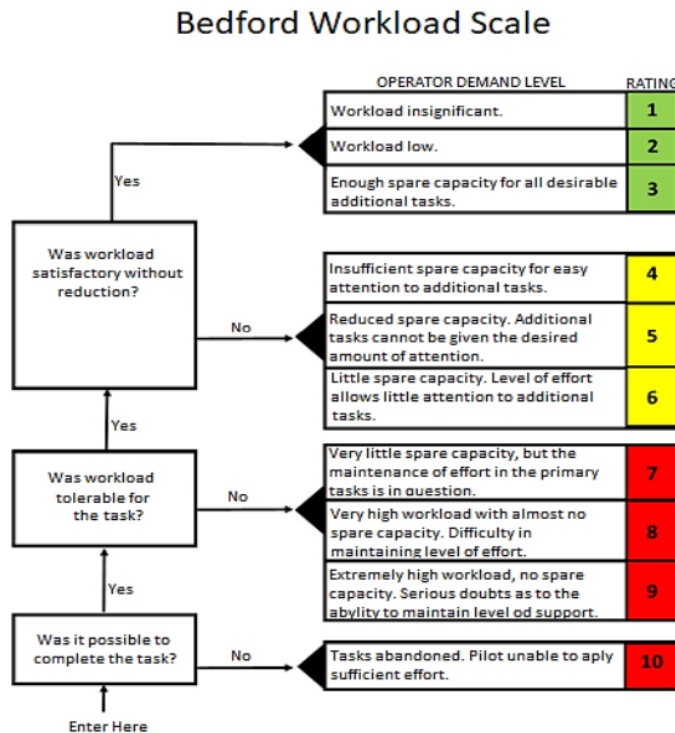 Bedford Workload Scale
OPERATOR DEMAND LEVEL
RATING
Workload insignificant.
1
Workload low.
2
Yes
Enough spare capacity for all desirable
additional tasks.
3
Was workload
satisfactory without
reduction?
Insufficient spare capacity for easy
attention to additional tasks.
4
No
Reduced spare capacity. Additional
tasks cannot be given the desired
amount of attention.
5
Little spare capacity. Level of effort
allows little attention to additional
tasks.
6
Yes
Was workload
tolerable for
the task?
No
Very little spare capacity, but the
maintenance of effort in the primary
tasks is in question.
7
Very high workload with almost no
spare capacity. Difficulty in
maintaining level of effort.
8
Yes
Extremely high workload, no spare
capacity. Serious doubts as to the
abylity to maintain level od support.
9
Was it possible to
complete the task?
No
Tasks abandoned. Pilot unable to aply
sufficient effort.
10
Enter Here